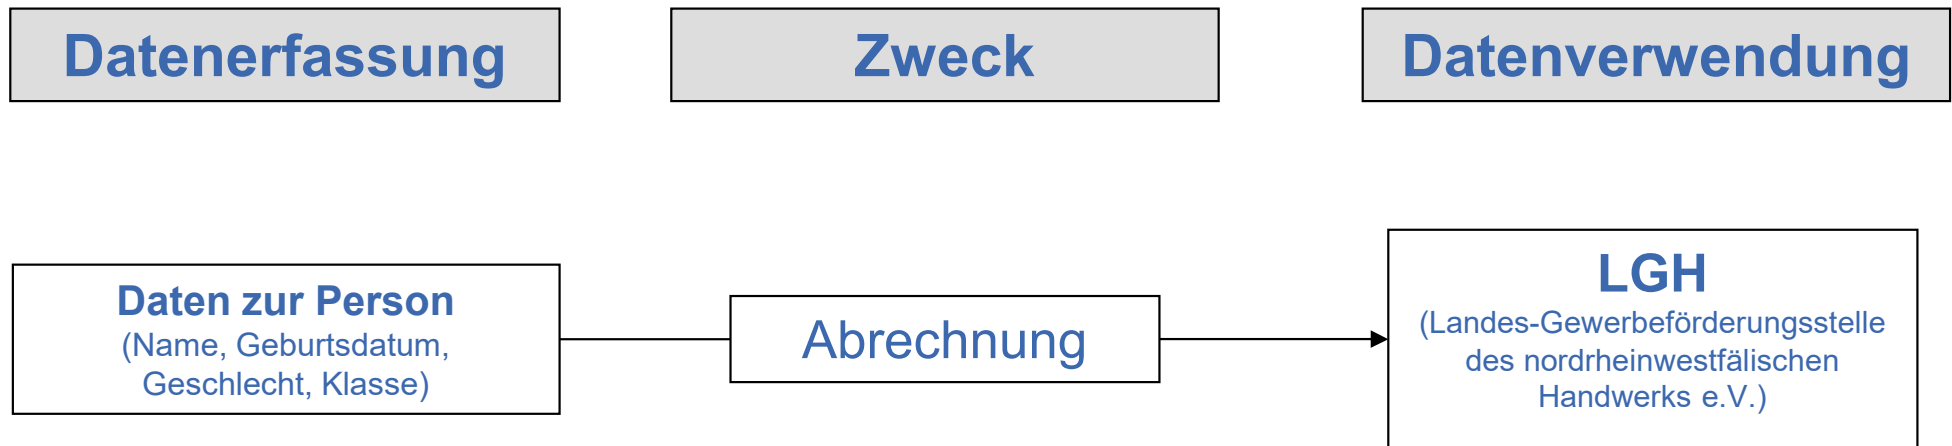 Datenerfassung
Zweck
Datenverwendung
Daten zur Person
(Name, Geburtsdatum,
Geschlecht, Klasse)
Abrechnung
LGH
(Landes-Gewerbeförderungsstelle
des nordrheinwestfälischen
Handwerks e.V.)